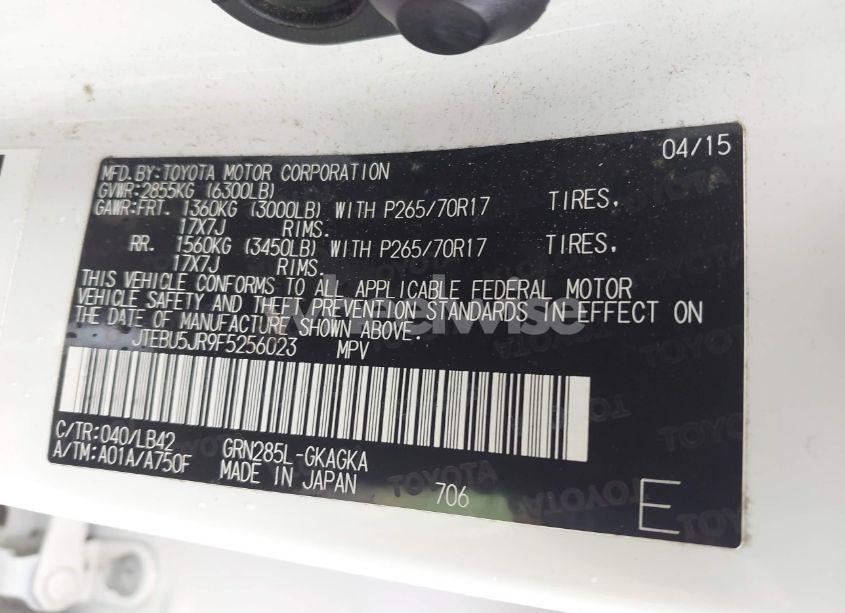 04/15
MFD.BY:TOYOTA MOTOR CORPORATION
GVWR:2855KG (6300LB)
GAWR:FRT. 1360KG (3000LB) WITH P265/70R17 TIRES,
17X7J RIMS.
RR. 1560KG (3450LB) WITH P265/70R17 TIRES,
17X7J RIMS.
THIS VEHICLE CONFORMS TO ALL APPLICABLE FEDERAL MOTOR
VEHICLE SAFETY AND THEFT PREVENTION STANDARDS IN EFFECT ON
THE DATE OF MANUFACTURE SHOWN ABOVE.
JTEBU5JR9F5256023 MPV
C/TR:040/LB42 GRN285L-GKAGKA
A/TM:A01A/A750F MADE IN JAPAN 706 E
wheelwise